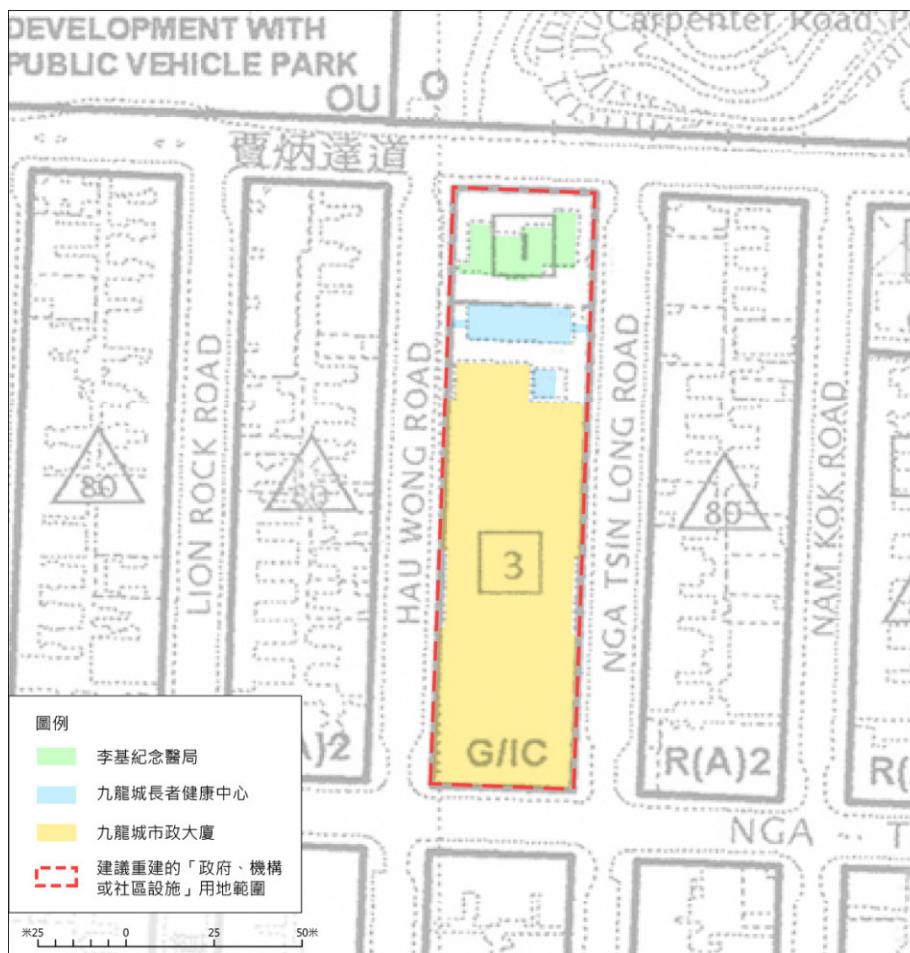 DEVELOPMENT WITH
PUBLIC VEHICLE PARK
OU
O
Carpenter Road P
賈炳達道
1
LION ROCK ROAD
HAU WONG ROAD
NGA TSIN LONG ROAD
NAM KOK ROAD
80
80
80
3
A)2
G/IC
R(A)2
R(
NGA
T
圖例
李基紀念醫局
九龍城長者健康中心
九龍城市政大廈
建議重建的「政府、機構
或社區設施」用地範圍
米25 0 25 50米